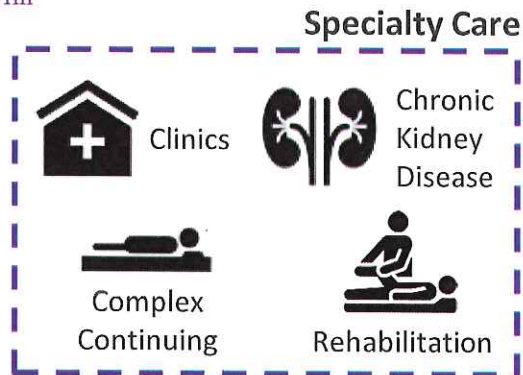 Specialty Care
Clinics
Chronic
Kidney
Disease
Complex
Continuing
Rehabilitation